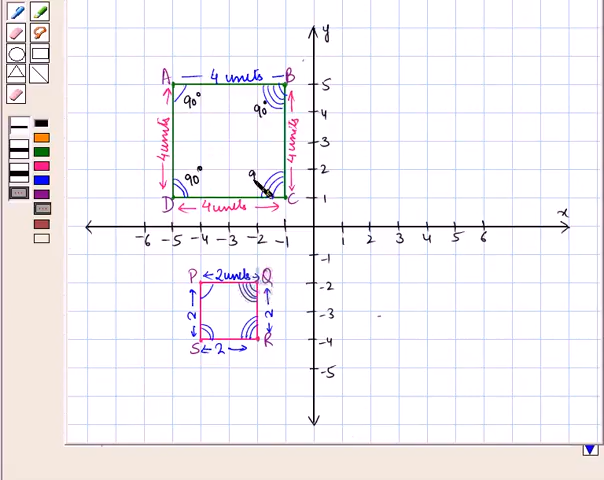 y
A 4 units B
5
90°
90°
4
4 units
4 units
3
90°
2
D 4 units C
1
x
-6 -5 -4 -3 -2 -1 1 2 3 4 5 6
-1
P 2 units Q
-2
2
2
-3
S 2 R
-4
-5